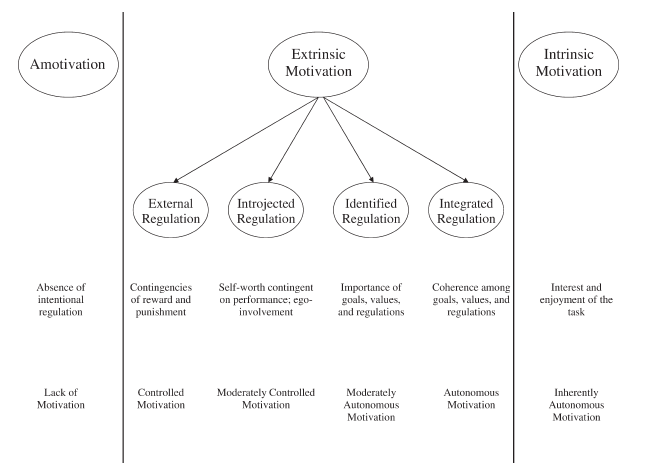 Amotivation
Extrinsic
Motivation
Intrinsic
Motivation
External
Regulation
Introjected
Regulation
Identified
Regulation
Integrated
Regulation
Absence of
intentional
regulation
Contingencies
of reward and
punishment
Self-worth contingent
on performance; ego-
involvement
Importance of
goals, values,
and regulations
Coherence among
goals, values, and
regulations
Interest and
enjoyment of the
task
Lack of
Motivation
Controlled
Motivation
Moderately Controlled
Motivation
Moderately
Autonomous
Motivation
Autonomous
Motivation
Inherently
Autonomous
Motivation